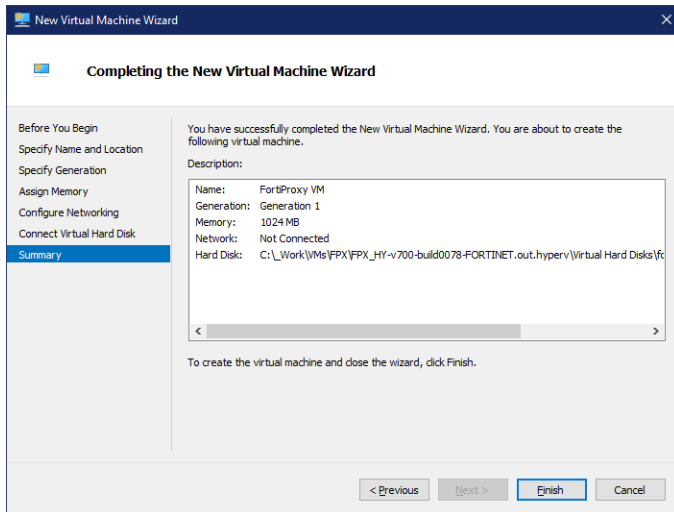 New Virtual Machine Wizard
Completing the New Virtual Machine Wizard
Before You Begin
Specify Name and Location
Specify Generation
Assign Memory
Configure Networking
Connect Virtual Hard Disk
Summary
You have successfully completed the New Virtual Machine Wizard. You are about to create the
following virtual machine.
Description:
Name: FortiProxy VM
Generation: Generation 1
Memory: 1024 MB
Network: Not Connected
Hard Disk: C:\_Work\VMs\FPX\FPX_HY-v700-build0078-FORTINET.out.hyperv\Virtual Hard Disks\fo
To create the virtual machine and close the wizard, click Finish.
< Previous
Next >
Finish
Cancel